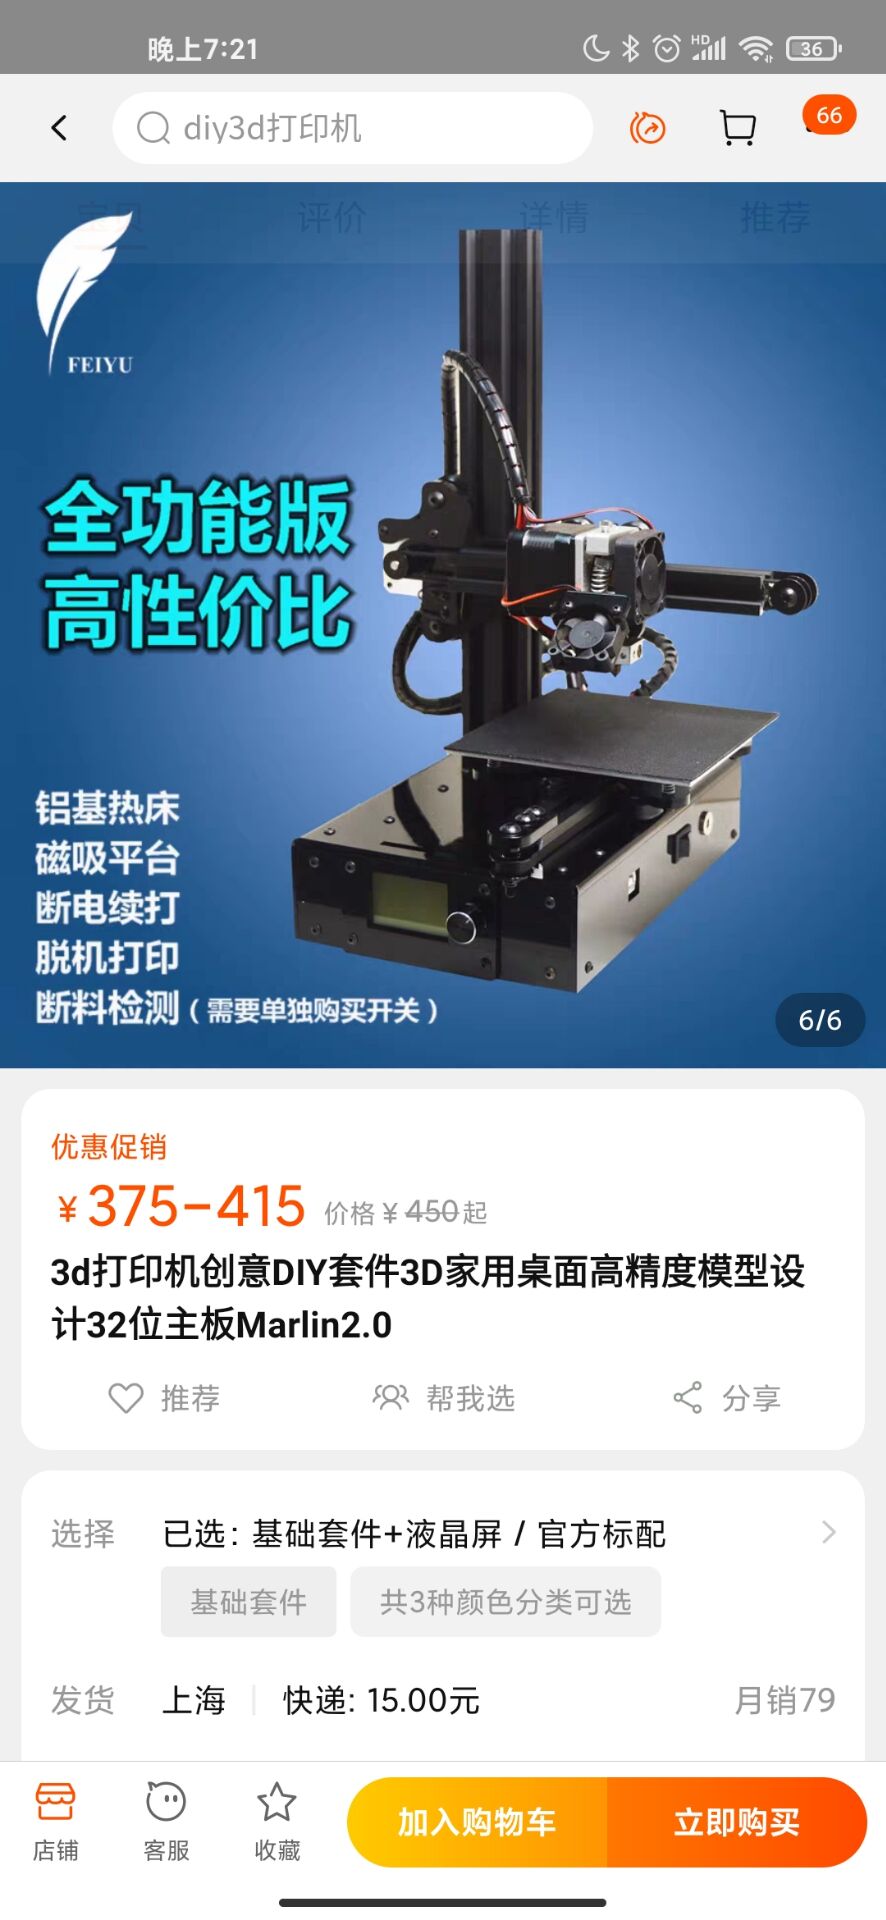 晚上7:21
HD
36
diy3d打印机
66
宝贝
评价
详情
推荐
FEIYU
全功能版
高性价比
铝基热床
磁吸平台
断电续打
脱机打印
断料检测(需要单独购买开关)
6/6
优惠促销
¥375-415 价格¥450起
3d打印机创意DIY套件3D家用桌面高精度模型设
计32位主板Marlin2.0
推荐
帮我选
分享
选择 已选: 基础套件+液晶屏 / 官方标配
基础套件
共3种颜色分类可选
发货 上海 快递: 15.00元 月销79
店铺
客服
收藏
加入购物车
立即购买